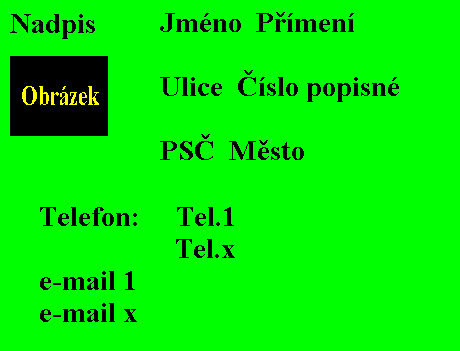 Nadpis Jméno Přímení
Obrázek
Ulice Číslo popisné
PSČ Město
Telefon: Tel.1
Tel.x
e-mail 1
e-mail x